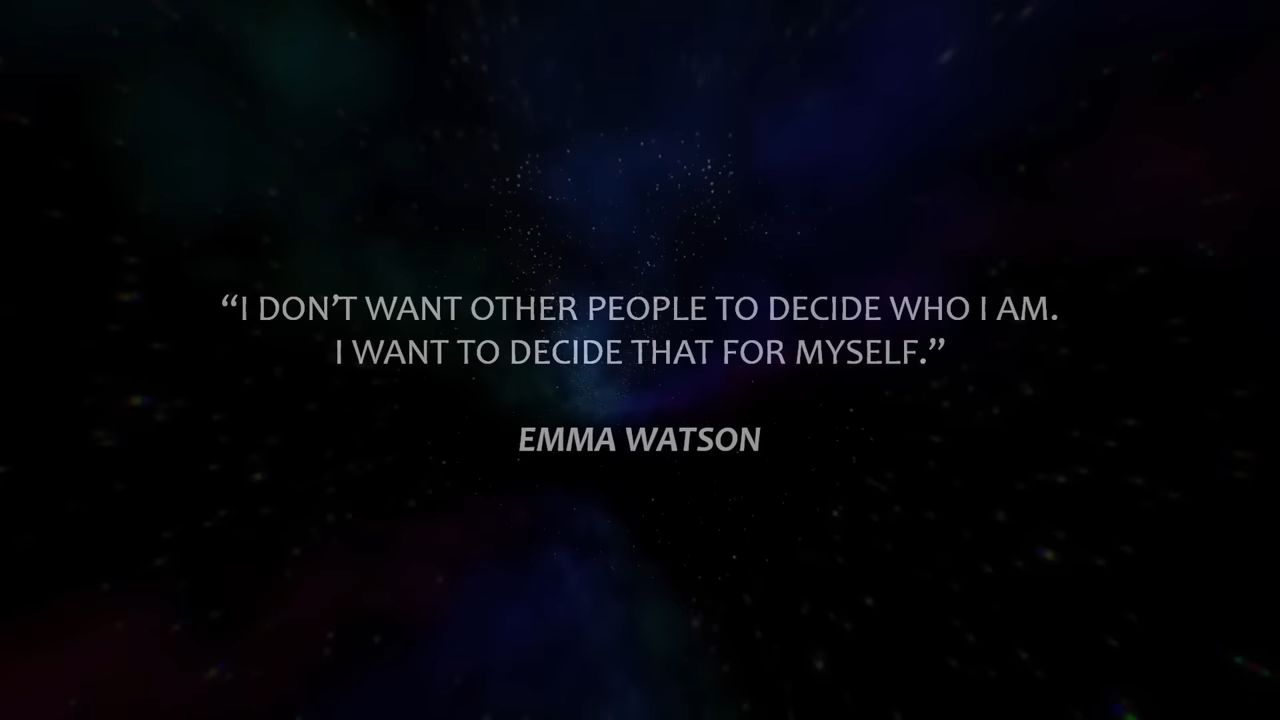 “I DON’T WANT OTHER PEOPLE TO DECIDE WHO I AM.
I WANT TO DECIDE THAT FOR MYSELF.”
EMMA WATSON